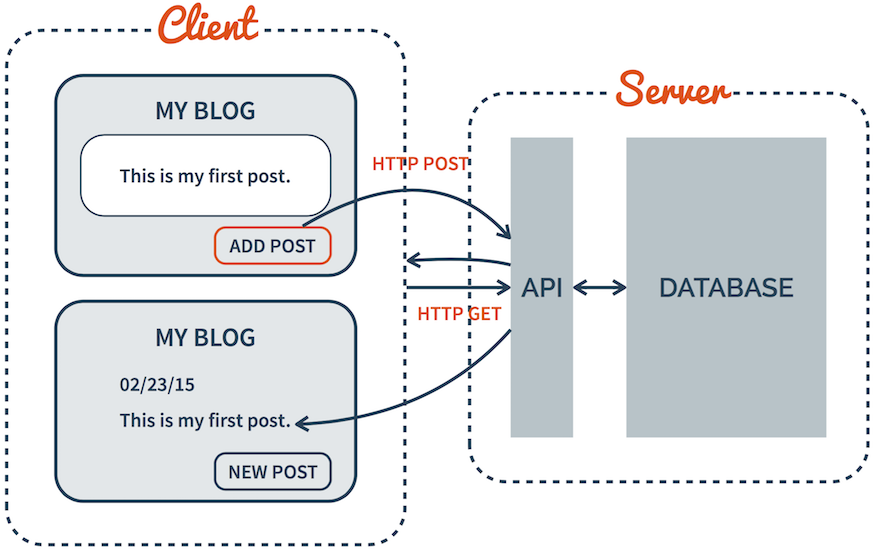 Client
Server
MY BLOG
This is my first post.
ADD POST
HTTP POST
HTTP GET
API
DATABASE
MY BLOG
02/23/15
This is my first post.
NEW POST